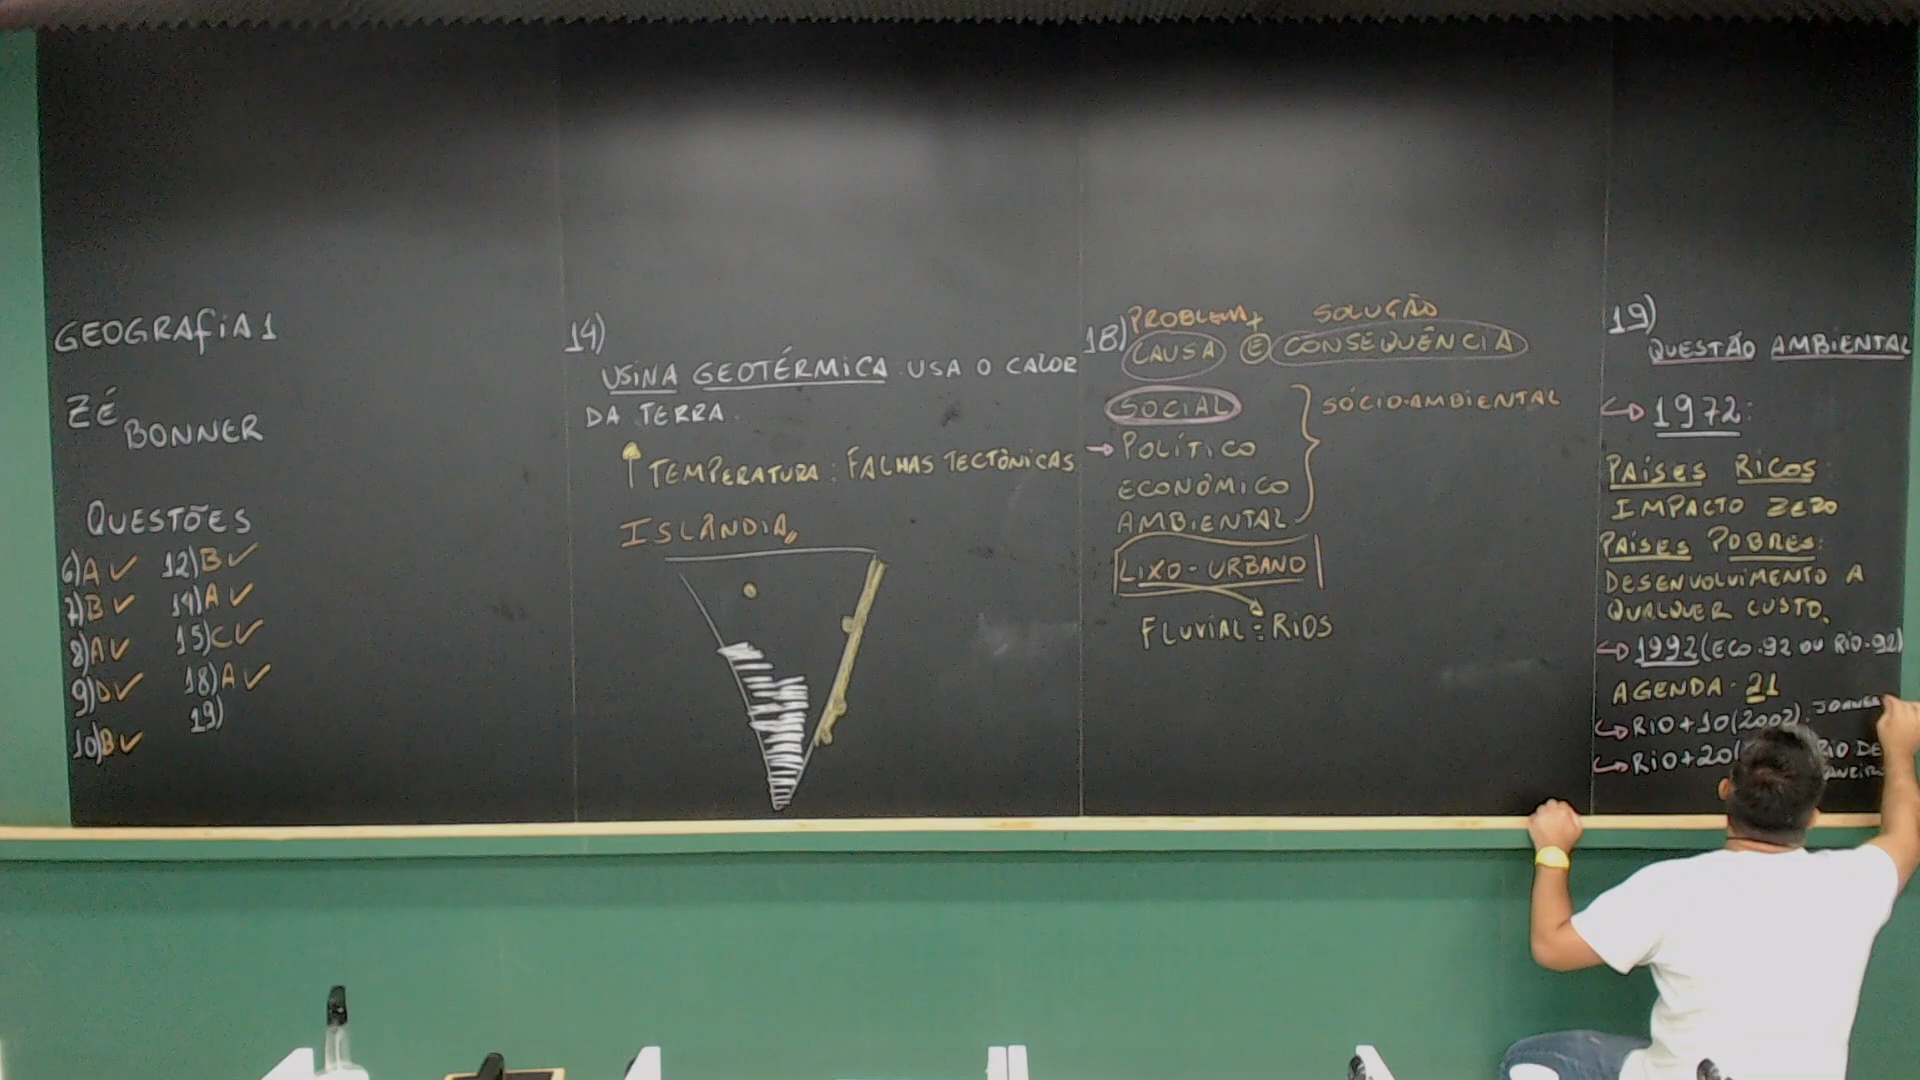 GEOGRAFIA 1
ZÉ
BONNER
QUESTÕES
6)A ✓ 12)B ✓
7)B ✓ 14)A ✓
8)A ✓ 15)C ✓
9)D ✓ 18)A ✓
10)B ✓ 19)
14)
USINA GEOTÉRMICA: USA O CALOR
DA TERRA.
↑ TEMPERATURA: FALHAS TECTÔNICAS
ISLÂNDIA
18) PROBLEMA + SOLUÇÃO
CAUSA E CONSEQUÊNCIA
SOCIAL
SÓCIO-AMBIENTAL
→ POLÍTICO
ECONÔMICO
AMBIENTAL
LIXO-URBANO
FLUVIAL: RIOS
19)
QUESTÃO AMBIENTAL
↪ 1972:
PAÍSES RICOS
IMPACTO ZERO
PAÍSES POBRES:
DESENVOLVIMENTO A
QUALQUER CUSTO.
↪ 1992 (ECO-92 OU RIO-92)
AGENDA-21
↪ RIO+10 (2002).
↪ RIO+20 ( RIO DE